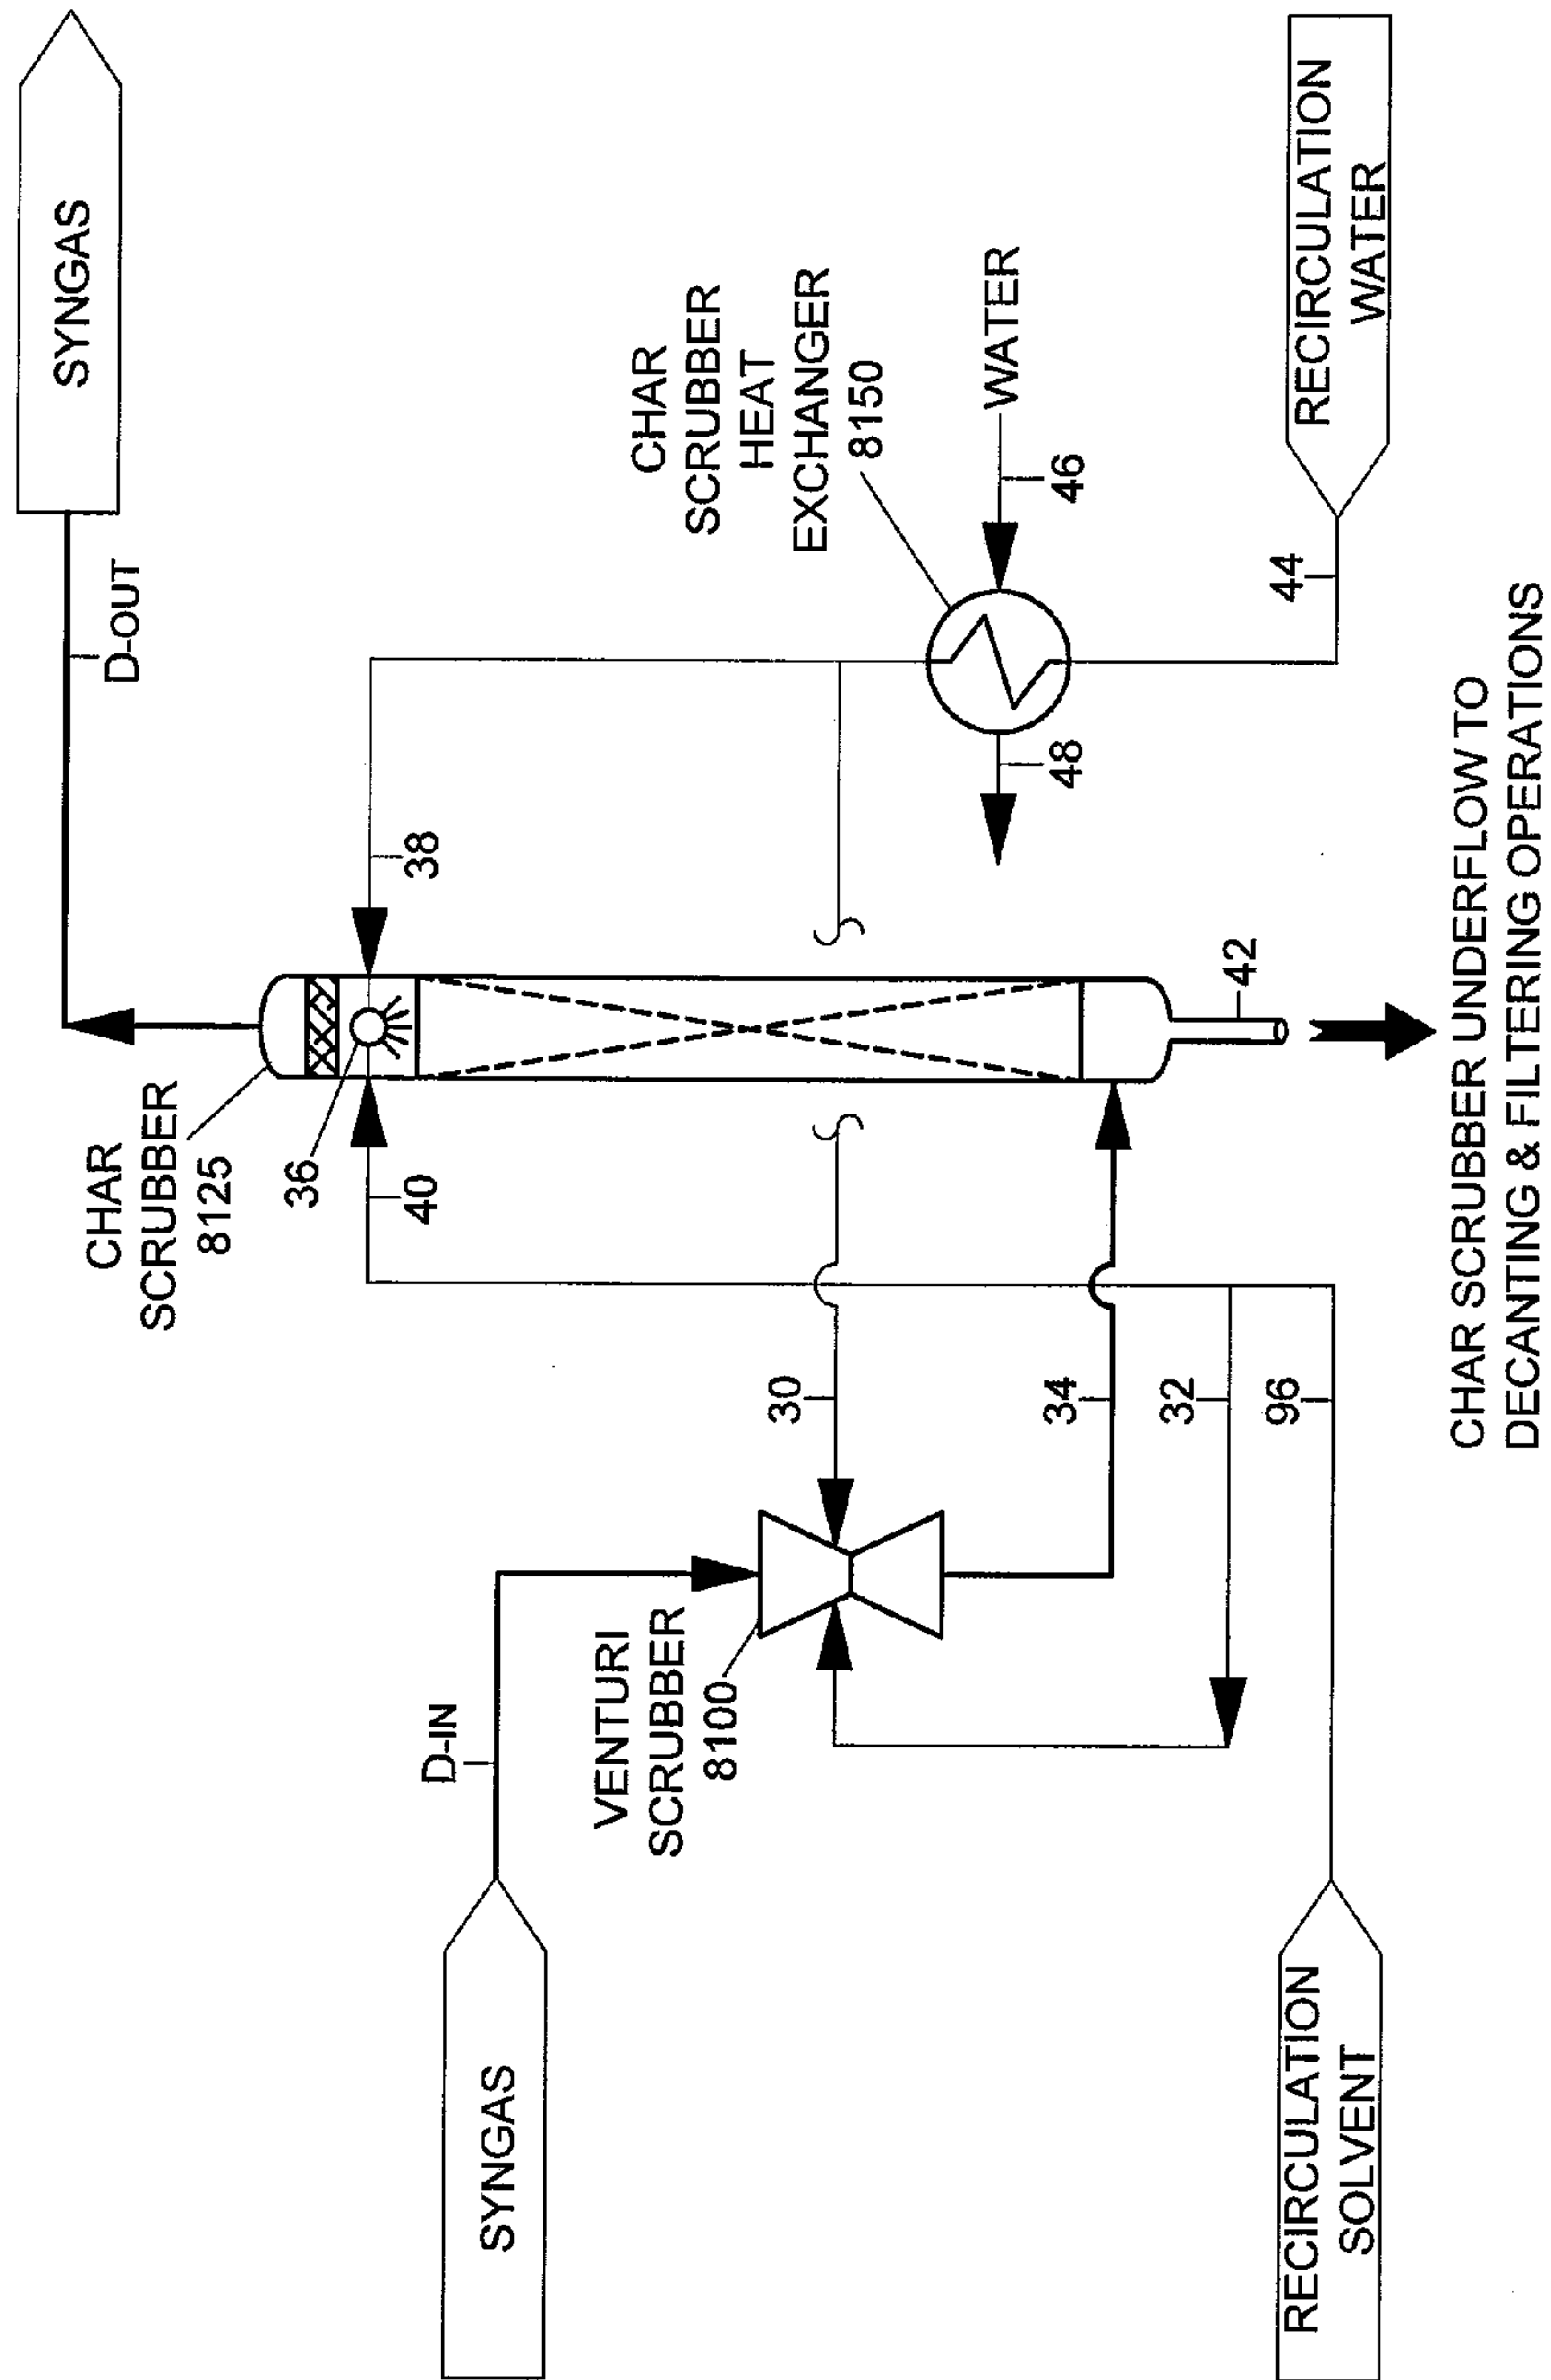 SYNGAS
D-OUT
CHAR
SCRUBBER
8125
36
40
38
CHAR
SCRUBBER
HEAT
EXCHANGER
8150
WATER
46
48
44
RECIRCULATION
WATER
SYNGAS
D-IN
VENTURI
SCRUBBER
8100
30
34
32
96
RECIRCULATION
SOLVENT
42
CHAR SCRUBBER UNDERFLOW TO
DECANTING & FILTERING OPERATIONS